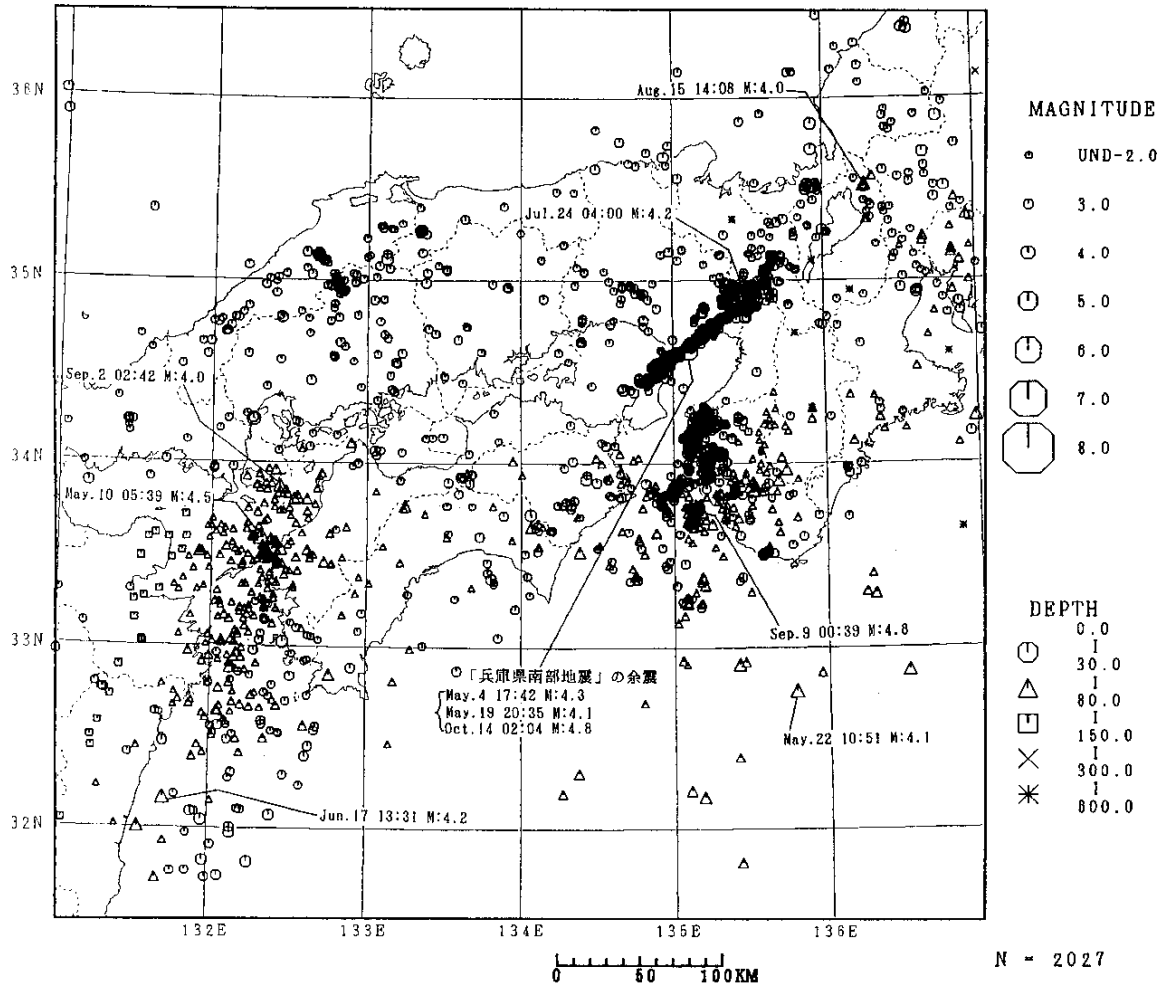 36N
35N
34N
33N
32N
132E
133E
134E
135E
136E
Aug.15 14:08 M:4.0
Jul.24 04:00 M:4.2
Sep.2 02:42 M:4.0
May.10 05:39 M:4.5
Sep.9 00:39 M:4.8
「兵庫県南部地震」の余震
May.4 17:42 M:4.3
May.19 20:35 M:4.1
Oct.14 02:04 M:4.8
May.22 10:51 M:4.1
Jun.17 13:31 M:4.2
MAGNITUDE
UND-2.0
3.0
4.0
5.0
6.0
7.0
8.0
DEPTH
0.0
I
30.0
I
80.0
I
150.0
I
300.0
I
600.0
0 50 100KM
N = 2027